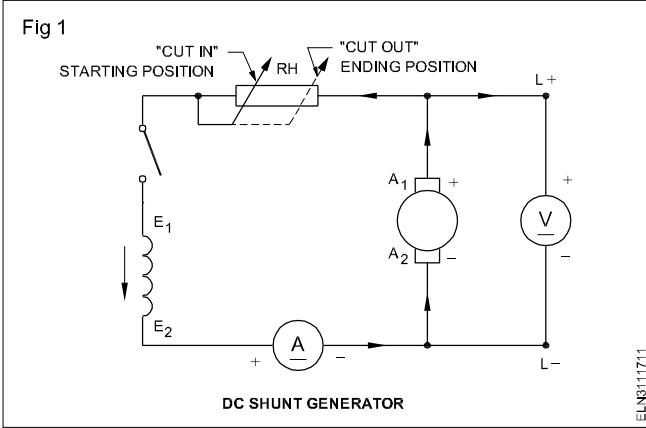 Fig 1
"CUT IN"
STARTING POSITION
RH
"CUT OUT"
ENDING POSITION
L+
A1
+
+
V
A2
–
–
E1
E2
A
+
–
L–
DC SHUNT GENERATOR
ELN3111711